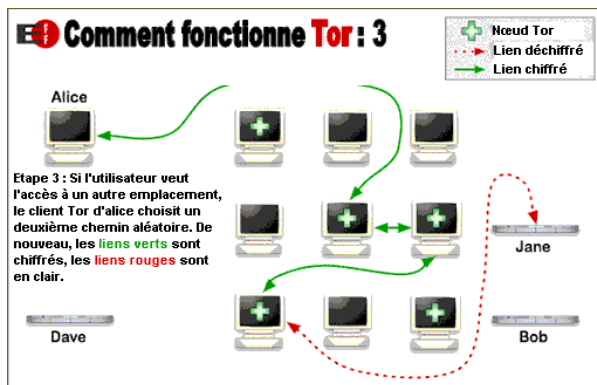 EFF Comment fonctionne Tor : 3
Nœud Tor
Lien déchiffré
Lien chiffré
Alice
Etape 3 : Si l'utilisateur veut
l'accès à un autre emplacement,
le client Tor d'alice choisit un
deuxième chemin aléatoire. De
nouveau, les liens verts sont
chiffrés, les liens rouges sont
en clair.
Jane
Dave
Bob